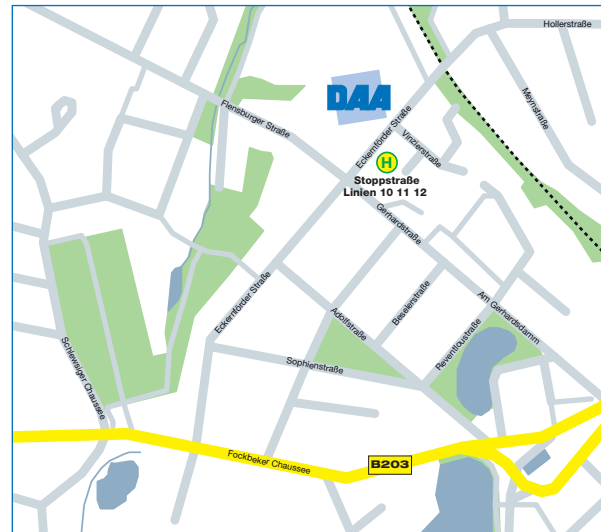 Hollerstraße
Meynstraße
DAA
Flensburger Straße
Eckernförder Straße
Vinzierstraße
H
Stoppstraße
Linien 10 11 12
Gerhardstraße
Am Gerhardsdamm
Eckernförder Straße
Adolfstraße
Beselerstraße
Reventloustraße
Sophienstraße
Schleswiger Chaussee
Fockbeker Chaussee
B203